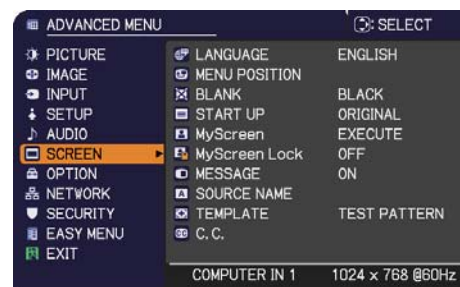 ADVANCED MENU : SELECT
PICTURE
IMAGE
INPUT
SETUP
AUDIO
SCREEN
OPTION
NETWORK
SECURITY
EASY MENU
EXIT
LANGUAGE ENGLISH
MENU POSITION
BLANK BLACK
START UP ORIGINAL
MyScreen EXECUTE
MyScreen Lock OFF
MESSAGE ON
SOURCE NAME
TEMPLATE TEST PATTERN
C.C.
COMPUTER IN 1 1024 x 768 @60Hz